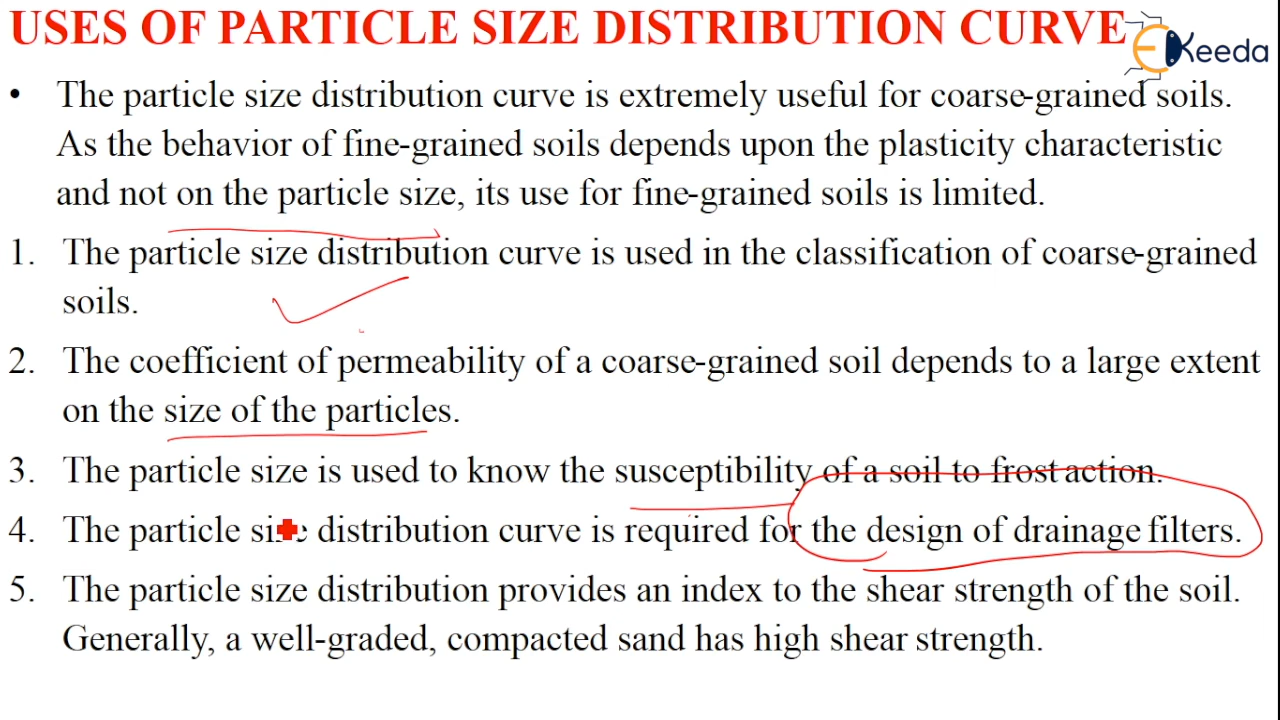 USES OF PARTICLE SIZE DISTRIBUTION CURVE
EKeeda
• The particle size distribution curve is extremely useful for coarse-grained soils.
As the behavior of fine-grained soils depends upon the plasticity characteristic
and not on the particle size, its use for fine-grained soils is limited.
1. The particle size distribution curve is used in the classification of coarse-grained
soils.
2. The coefficient of permeability of a coarse-grained soil depends to a large extent
on the size of the particles.
3. The particle size is used to know the susceptibility of a soil to frost action.
4. The particle size distribution curve is required for the design of drainage filters.
5. The particle size distribution provides an index to the shear strength of the soil.
Generally, a well-graded, compacted sand has high shear strength.